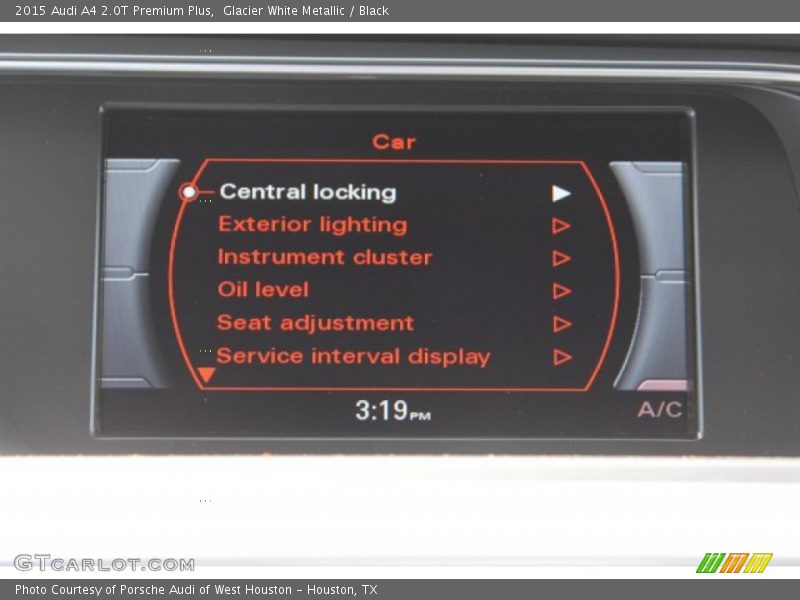 2015 Audi A4 2.0T Premium Plus,  Glacier White Metallic / Black
Car
Central locking
Exterior lighting
Instrument cluster
Oil level
Seat adjustment
Service interval display
3:19PM
A/C
GTCARLOT.COM
Photo Courtesy of Porsche Audi of West Houston - Houston, TX